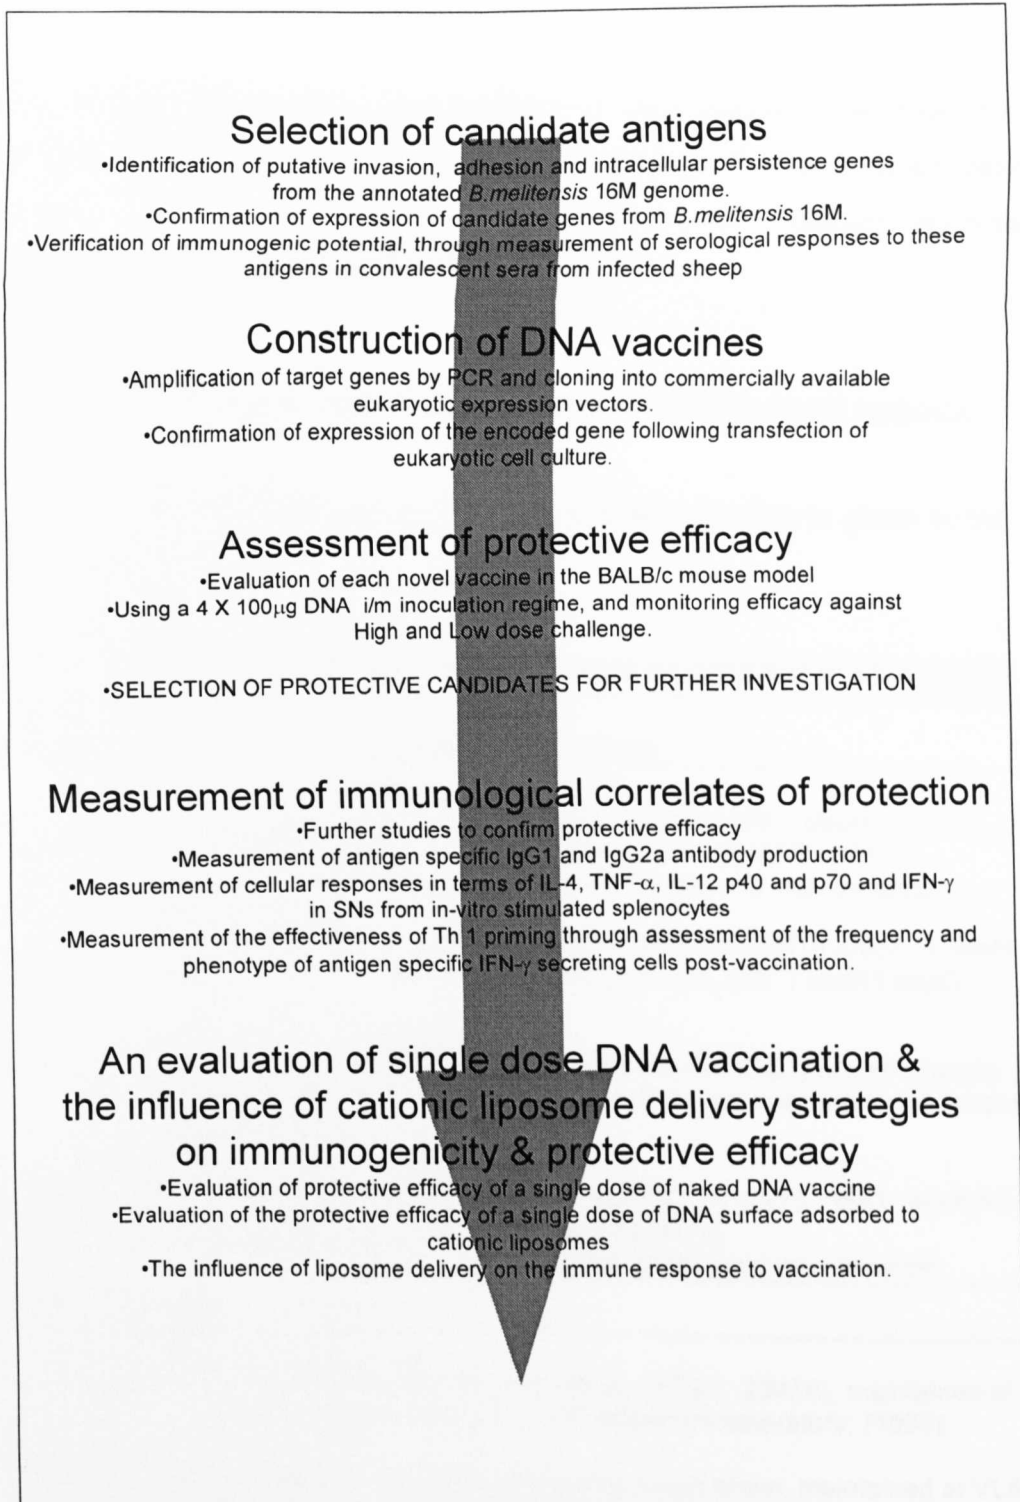 Selection of candidate antigens
•Identification of putative invasion, adhesion and intracellular persistence genes
from the annotated B.melitensis 16M genome.
•Confirmation of expression of candidate genes from B.melitensis 16M.
•Verification of immunogenic potential, through measurement of serological responses to these
antigens in convalescent sera from infected sheep
Construction of DNA vaccines
•Amplification of target genes by PCR and cloning into commercially available
eukaryotic expression vectors.
•Confirmation of expression of the encoded gene following transfection of
eukaryotic cell culture.
Assessment of protective efficacy
•Evaluation of each novel vaccine in the BALB/c mouse model
•Using a 4 X 100μg DNA i/m inoculation regime, and monitoring efficacy against
High and Low dose challenge.
•SELECTION OF PROTECTIVE CANDIDATES FOR FURTHER INVESTIGATION
Measurement of immunological correlates of protection
•Further studies to confirm protective efficacy
•Measurement of antigen specific IgG1 and IgG2a antibody production
•Measurement of cellular responses in terms of IL-4, TNF-α, IL-12 p40 and p70 and IFN-γ
in SNs from in-vitro stimulated splenocytes
•Measurement of the effectiveness of Th 1 priming through assessment of the frequency and
phenotype of antigen specific IFN-γ secreting cells post-vaccination.
An evaluation of single dose DNA vaccination &
the influence of cationic liposome delivery strategies
on immunogenicity & protective efficacy
•Evaluation of protective efficacy of a single dose of naked DNA vaccine
•Evaluation of the protective efficacy of a single dose of DNA surface adsorbed to
cationic liposomes
•The influence of liposome delivery on the immune response to vaccination.